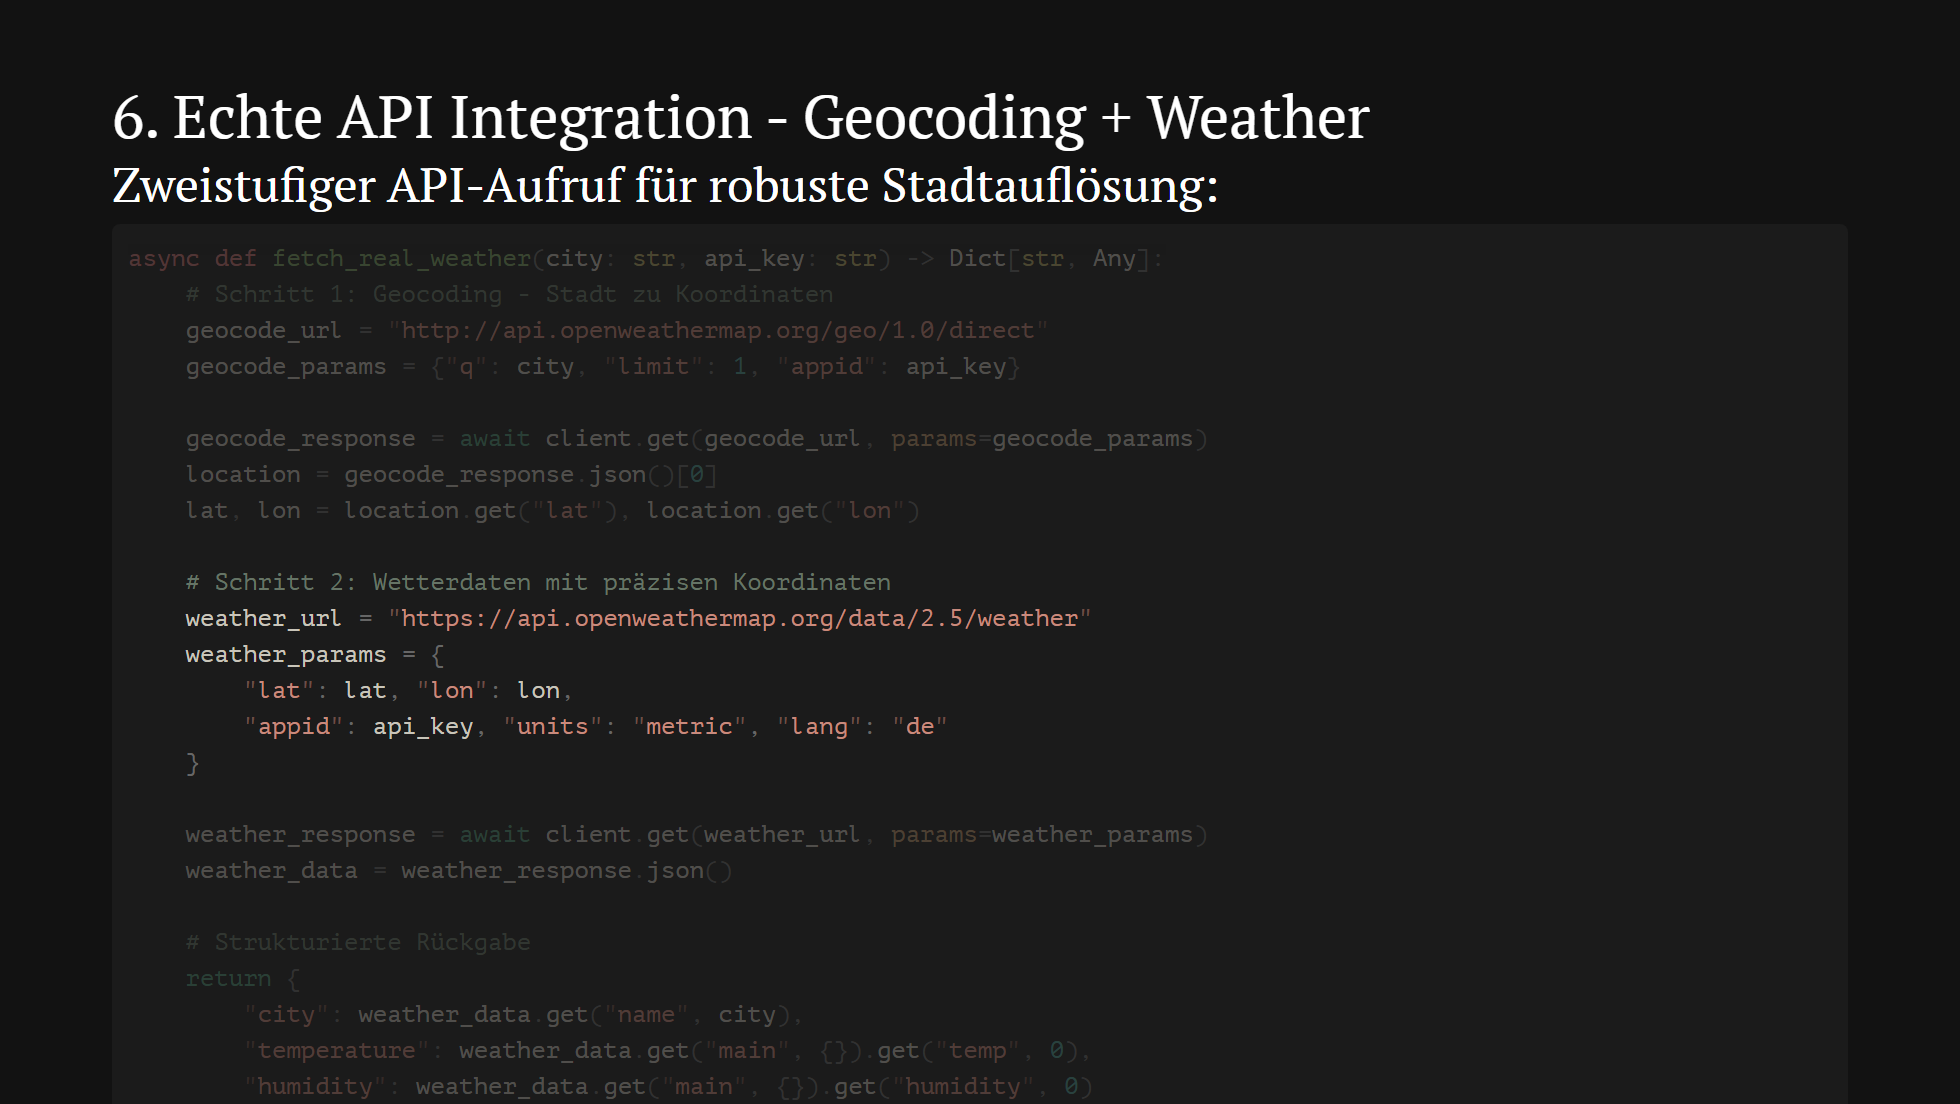 6. Echte API Integration - Geocoding + Weather
Zweistufiger API-Aufruf für robuste Stadtauflösung:
async def fetch_real_weather(city: str, api_key: str) -> Dict[str, Any]:
    # Schritt 1: Geocoding - Stadt zu Koordinaten
    geocode_url = "http://api.openweathermap.org/geo/1.0/direct"
    geocode_params = {"q": city, "limit": 1, "appid": api_key}

    geocode_response = await client.get(geocode_url, params=geocode_params)
    location = geocode_response.json()[0]
    lat, lon = location.get("lat"), location.get("lon")

    # Schritt 2: Wetterdaten mit präzisen Koordinaten
    weather_url = "https://api.openweathermap.org/data/2.5/weather"
    weather_params = {
        "lat": lat, "lon": lon,
        "appid": api_key, "units": "metric", "lang": "de"
    }

    weather_response = await client.get(weather_url, params=weather_params)
    weather_data = weather_response.json()

    # Strukturierte Rückgabe
    return {
        "city": weather_data.get("name", city),
        "temperature": weather_data.get("main", {}).get("temp", 0),
        "humidity": weather_data.get("main", {}).get("humidity", 0)